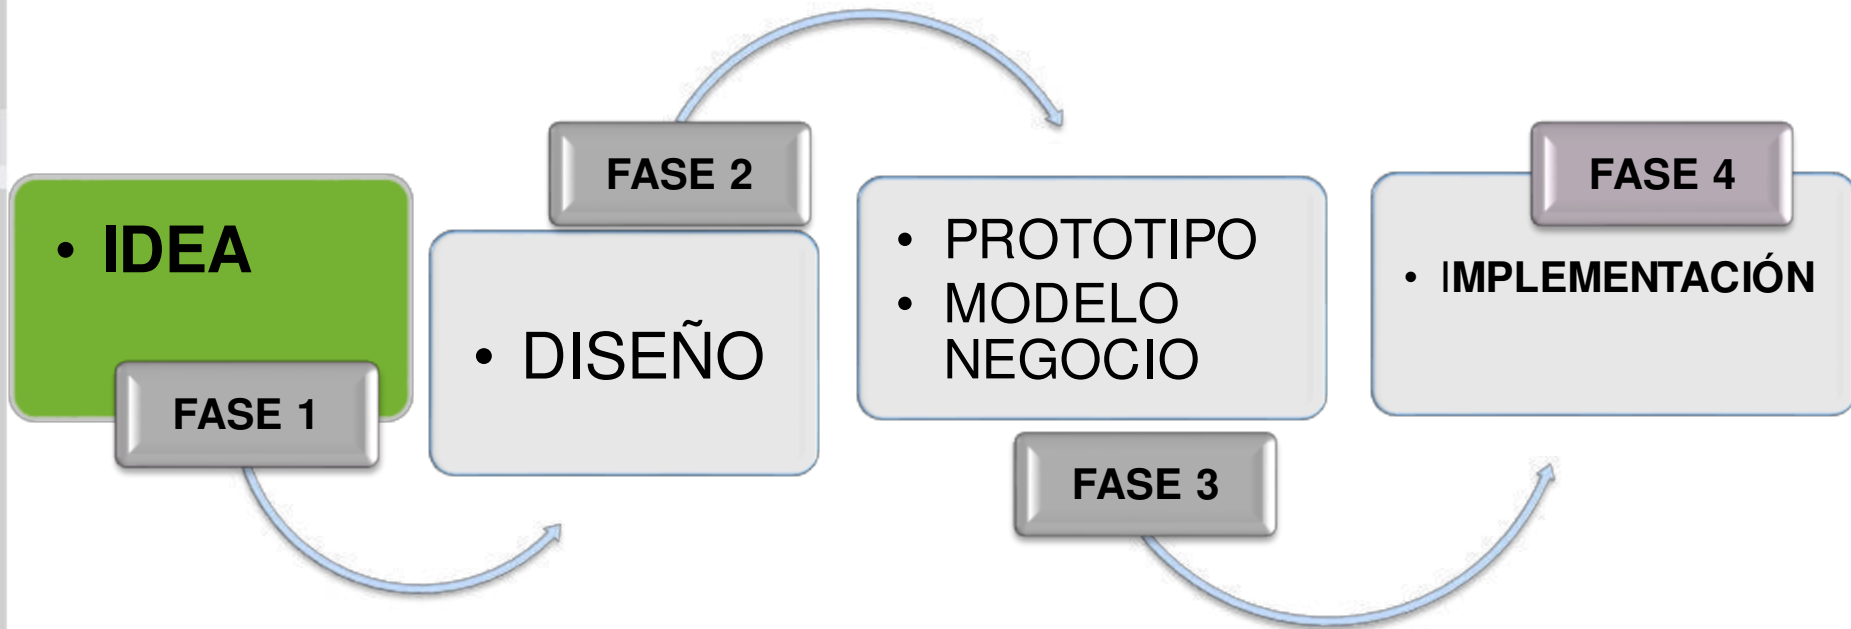 • IDEA
FASE 1
FASE 2
• DISEÑO
• PROTOTIPO
• MODELO
NEGOCIO
FASE 3
FASE 4
• IMPLEMENTACIÓN